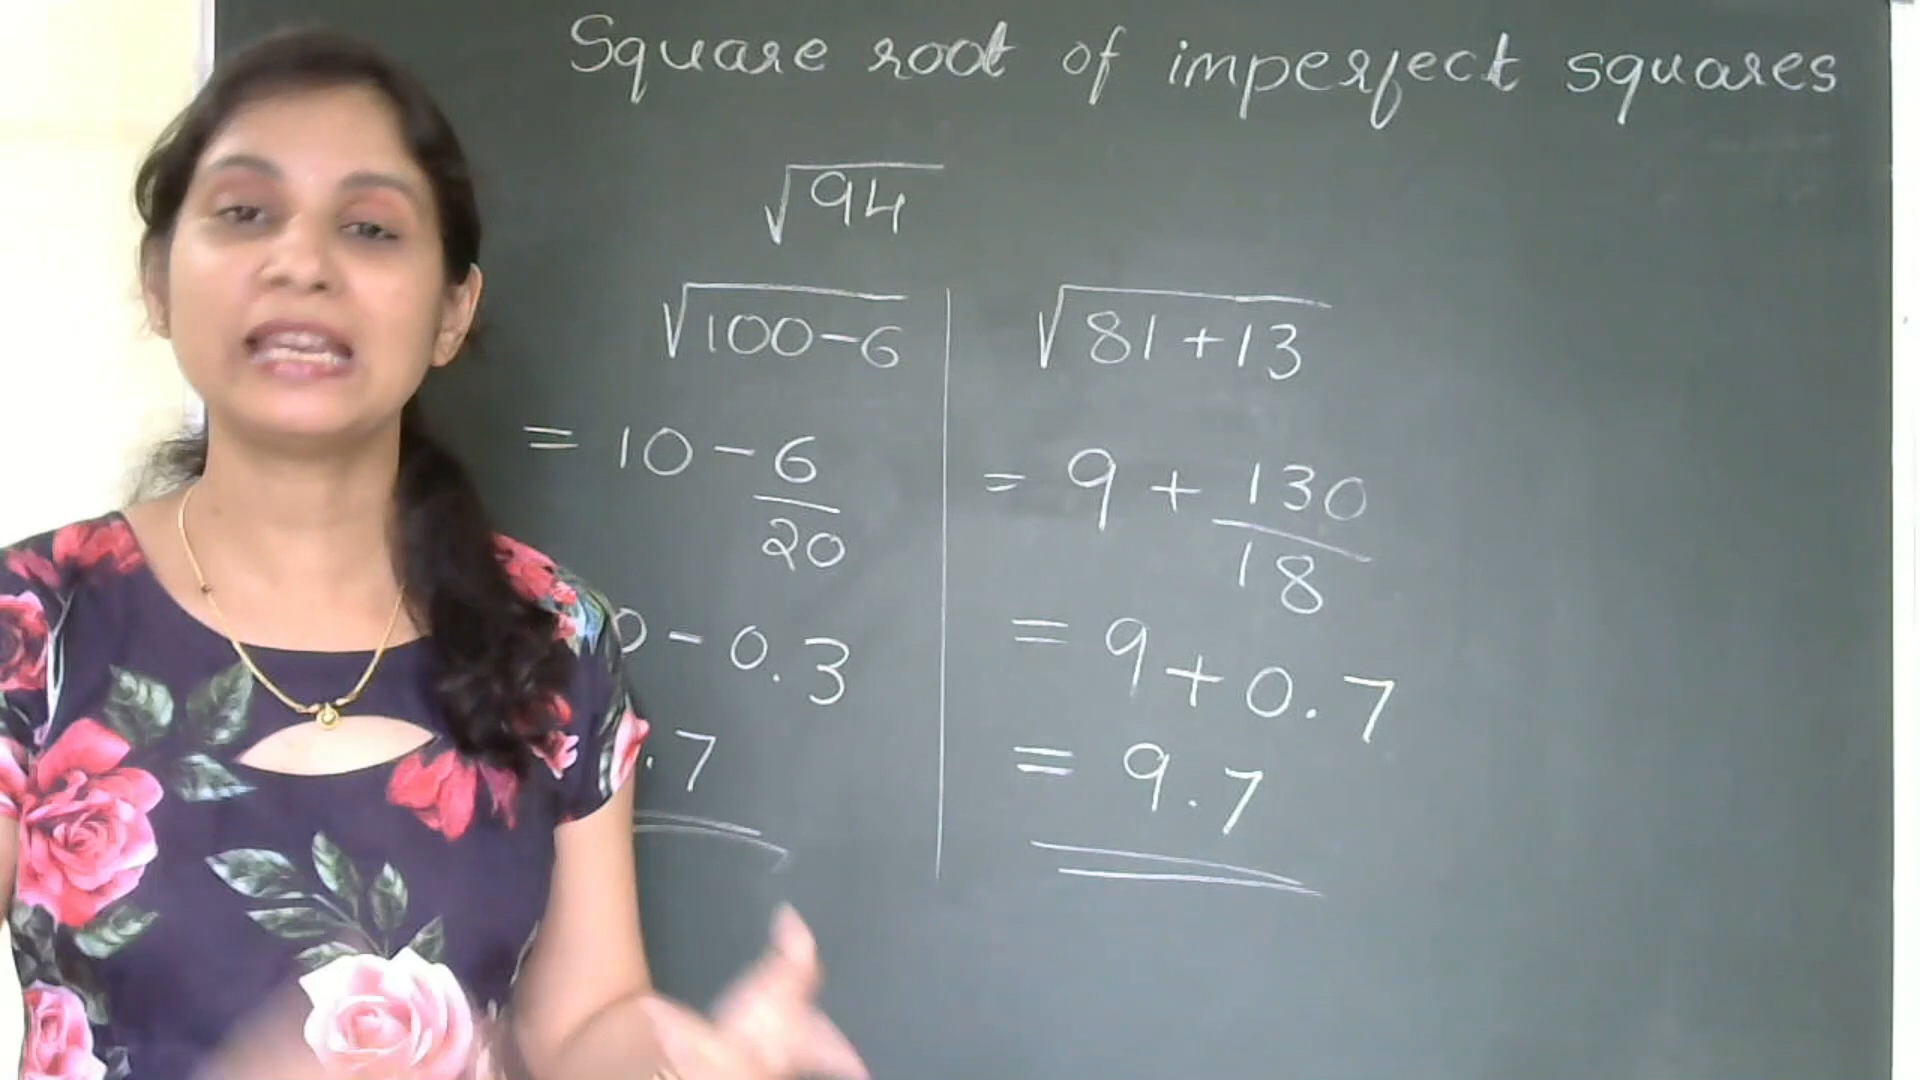 Square root of imperfect squares
√94
√100-6
= 10 - 6/20
0 - 0.3
.7
√81+13
= 9 + 130/18
= 9 + 0.7
= 9.7